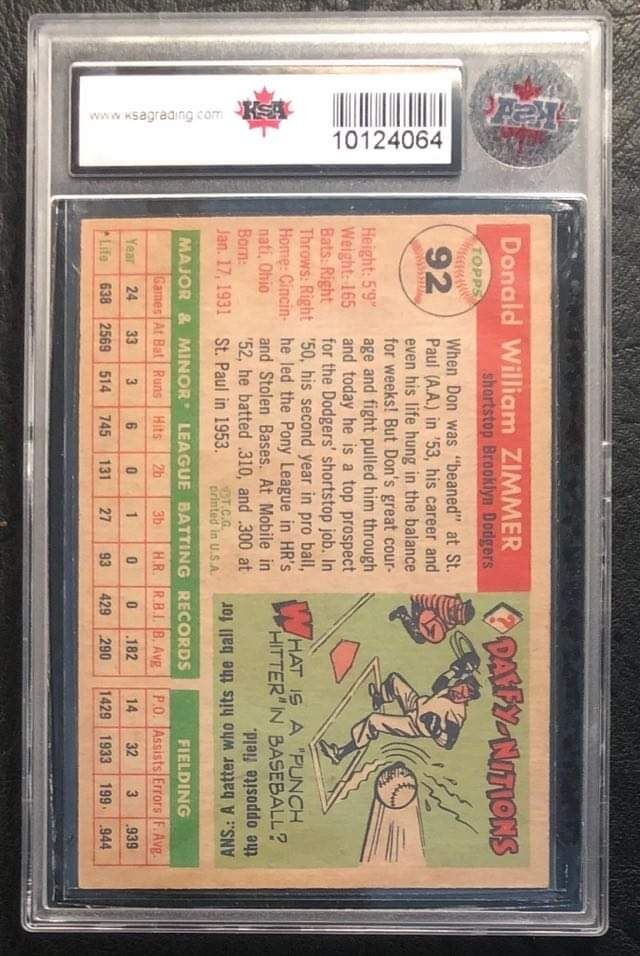 www.ksagrading.com
KSA
10124064
KSA
TOPPS
92
Donald William ZIMMER
shortstop Brooklyn Dodgers
Height: 5'9"
Weight: 165
Bats: Right
Throws: Right
Home: Cincin-
nati, Ohio
Born:
Jan. 17, 1931
When Don was "beaned" at St.
Paul (A.A.) in '53, his career and
even his life hung in the balance
for weeks! But Don's great cour-
age and fight pulled him through
and today he is a top prospect
for the Dodgers' shortstop job. In
'50, his second year in pro ball,
he led the Pony League in HR's
and Stolen Bases. At Mobile in
'52, he batted .310, and .300 at
St. Paul in 1953.
T.C.G.
printed in U.S.A.
? DAFFY-NITIONS
WHAT IS A "PUNCH
HITTER" IN BASEBALL?
ANS.: A batter who hits the ball for
the opposite field.
MAJOR & MINOR* LEAGUE BATTING RECORDS FIELDING
Games At Bat Runs Hits 2b 3b H.R. R.B.I. B. Avg. P.O. Assists Errors F. Avg.
Year 24 33 3 6 0 1 0 0 .182 14 32 3 .939
*Life 638 2569 514 745 131 27 93 429 .290 1429 1933 199 .944